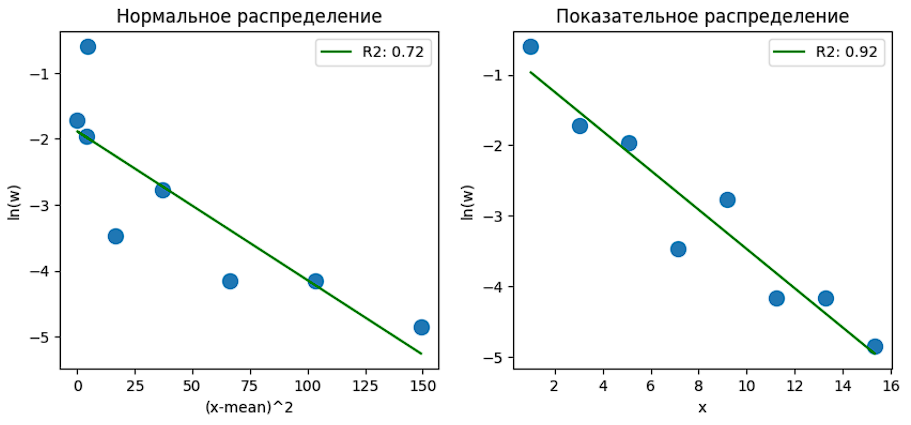 Нормальное распределение
R2: 0.72
−1
−2
−3
−4
−5
ln(w)
0 25 50 75 100 125 150
(x-mean)^2
Показательное распределение
R2: 0.92
−1
−2
−3
−4
−5
ln(w)
2 4 6 8 10 12 14 16
x